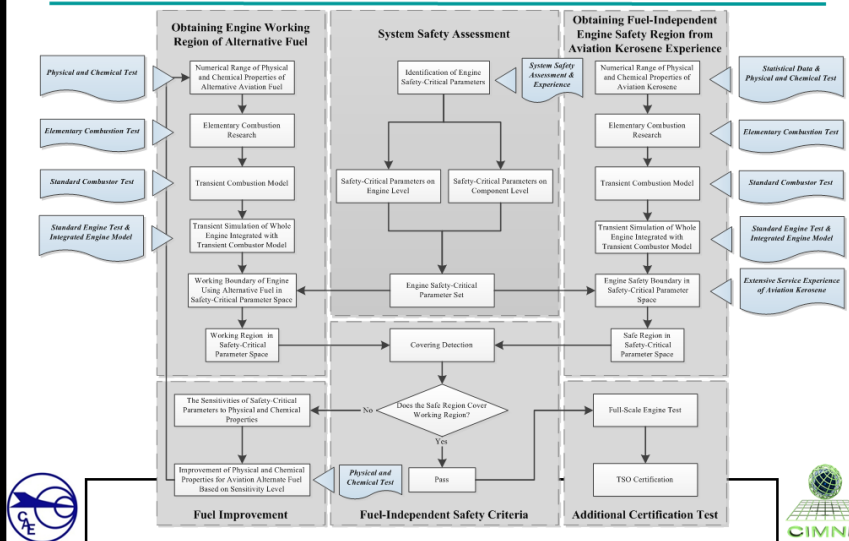 Obtaining Engine Working
Region of Alternative Fuel
System Safety Assessment
Obtaining Fuel-Independent
Engine Safety Region from
Aviation Kerosene Experience
Physical and Chemical Test
Numerical Range of Physical
and Chemical Properties of
Alternative Aviation Fuel
Identification of Engine
Safety-Critical Parameters
System Safety
Assessment &
Experience
Numerical Range of Physical
and Chemical Properties of
Aviation Kerosene
Statistical Data &
Physical and Chemical Test
Elementary Combustion Test
Elementary Combustion
Research
Elementary Combustion
Research
Elementary Combustion Test
Standard Combustor Test
Transient Combustion Model
Safety-Critical Parameters on
Engine Level
Safety-Critical Parameters on
Component Level
Transient Combustion Model
Standard Combustor Test
Standard Engine Test &
Integrated Engine Model
Transient Simulation of Whole
Engine Integrated with
Transient Combustor Model
Transient Simulation of Whole
Engine Integrated with
Transient Combustor Model
Standard Engine Test &
Integrated Engine Model
Working Boundary of Engine
Using Alternative Fuel in
Safety-Critical Parameter Space
Engine Safety-Critical
Parameter Set
Engine Safety Boundary in
Safety-Critical Parameter
Space
Extensive Service Experience
of Aviation Kerosene
Working Region in
Safety-Critical
Parameter Space
Covering Detection
Safe Region in
Safety-Critical
Parameter Space
The Sensitivities of Safety-Critical
Parameters to Physical and Chemical
Properties
No
Does the Safe Region Cover
Working Region?
Yes
Full-Scale Engine Test
Improvement of Physical and Chemical
Properties for Aviation Alternate Fuel
Based on Sensitivity Level
Physical and
Chemical Test
Pass
TSO Certification
Fuel Improvement
Fuel-Independent Safety Criteria
Additional Certification Test
CAE
CIMNE